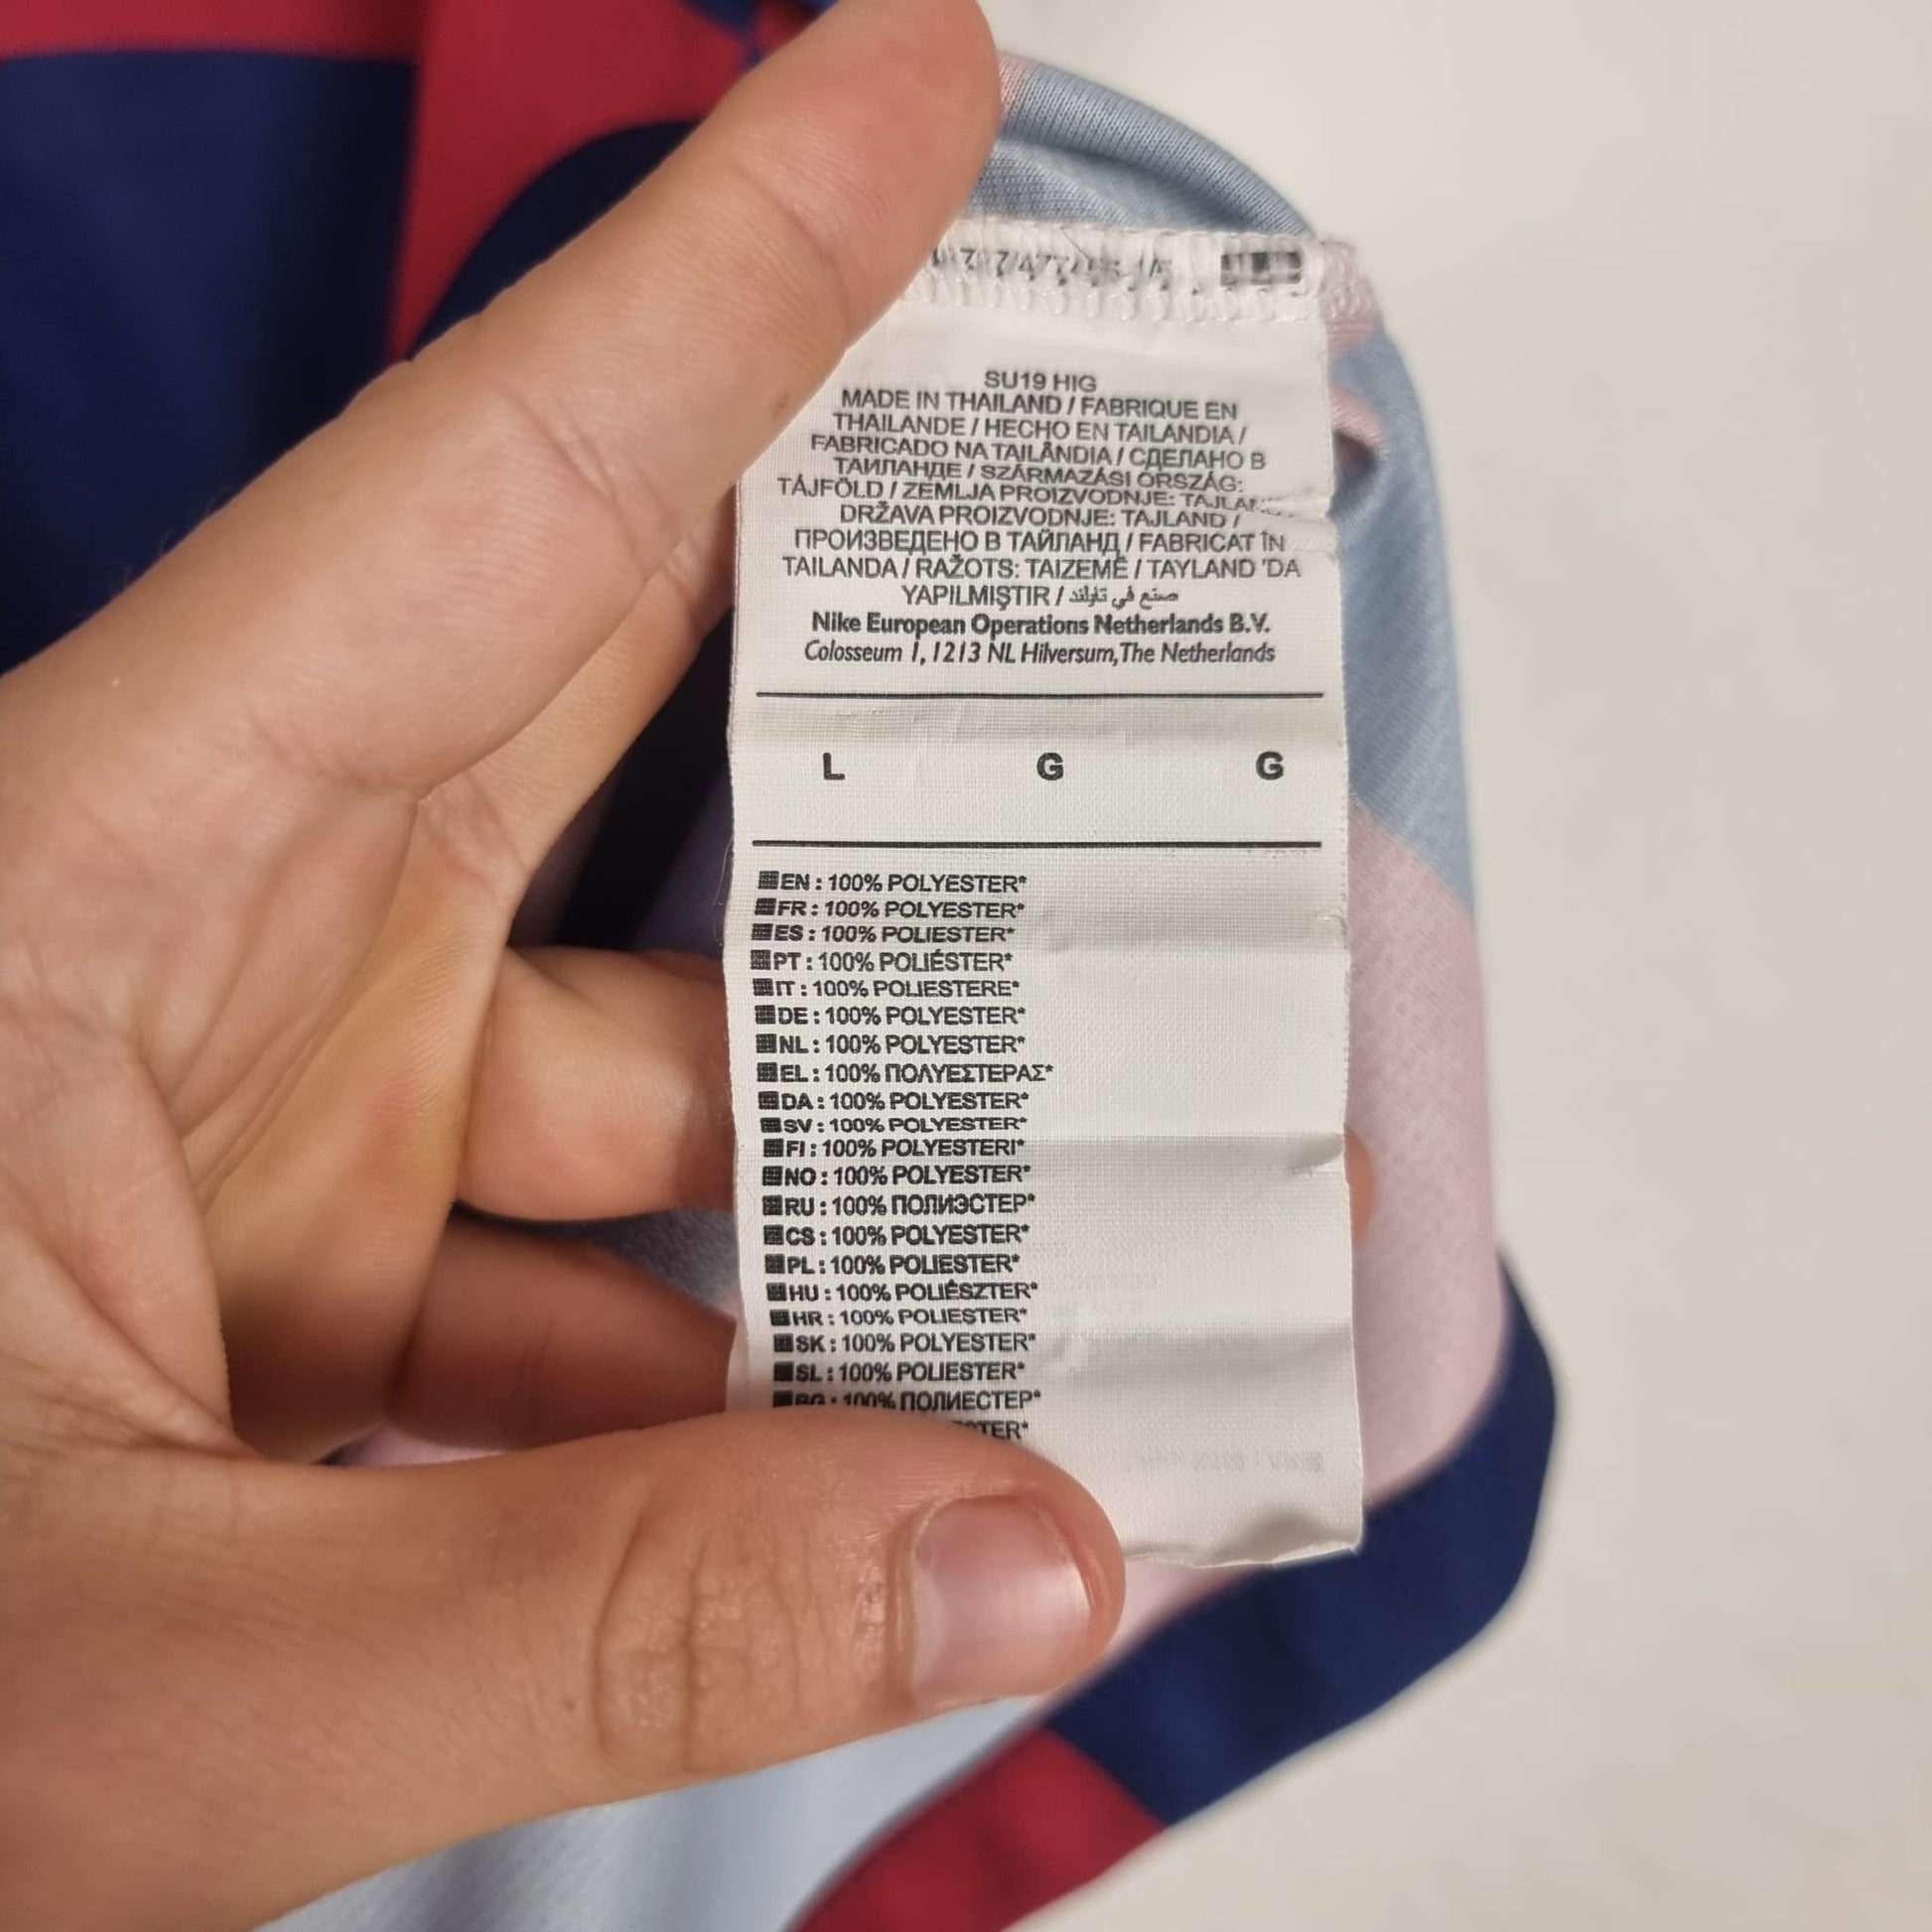 SU19 HIG
MADE IN THAILAND / FABRIQUE EN
THAILANDE / HECHO EN TAILANDIA /
FABRICADO NA TAILÂNDIA / СДЕЛАНО В
ТАИЛАНДЕ / SZÁRMAZÁSI ORSZÁG:
TÁJFÖLD / ZEMLJA PROIZVODNJE:
DRŽAVA PROIZVODNJE: TAJLAND /
ПРОИЗВЕДЕНО В ТАЙЛАНД / FABRICAT ÎN
TAILANDA / RAŽOTS: TAIZEMĒ / TAYLAND 'DA
YAPILMIŞTIR / صنع في تايلند
Nike European Operations Netherlands B.V.
Colosseum 1, 1213 NL Hilversum, The Netherlands
L G G
EN : 100% POLYESTER*
FR : 100% POLYESTER*
ES : 100% POLIESTER*
PT : 100% POLIÉSTER*
IT : 100% POLIESTERE*
DE : 100% POLYESTER*
NL : 100% POLYESTER*
EL : 100% ΠΟΛΥΕΣΤΕΡΑΣ*
DA : 100% POLYESTER*
SV : 100% POLYESTER*
FI : 100% POLYESTERI*
NO : 100% POLYESTER*
RU : 100% ПОЛИЭСТЕР*
CS : 100% POLYESTER*
PL : 100% POLIESTER*
HU : 100% POLIÉSZTER*
HR : 100% POLIESTER*
SK : 100% POLYESTER*
SL : 100% POLIESTER*
BG : 100% ПОЛИЕСТЕР*